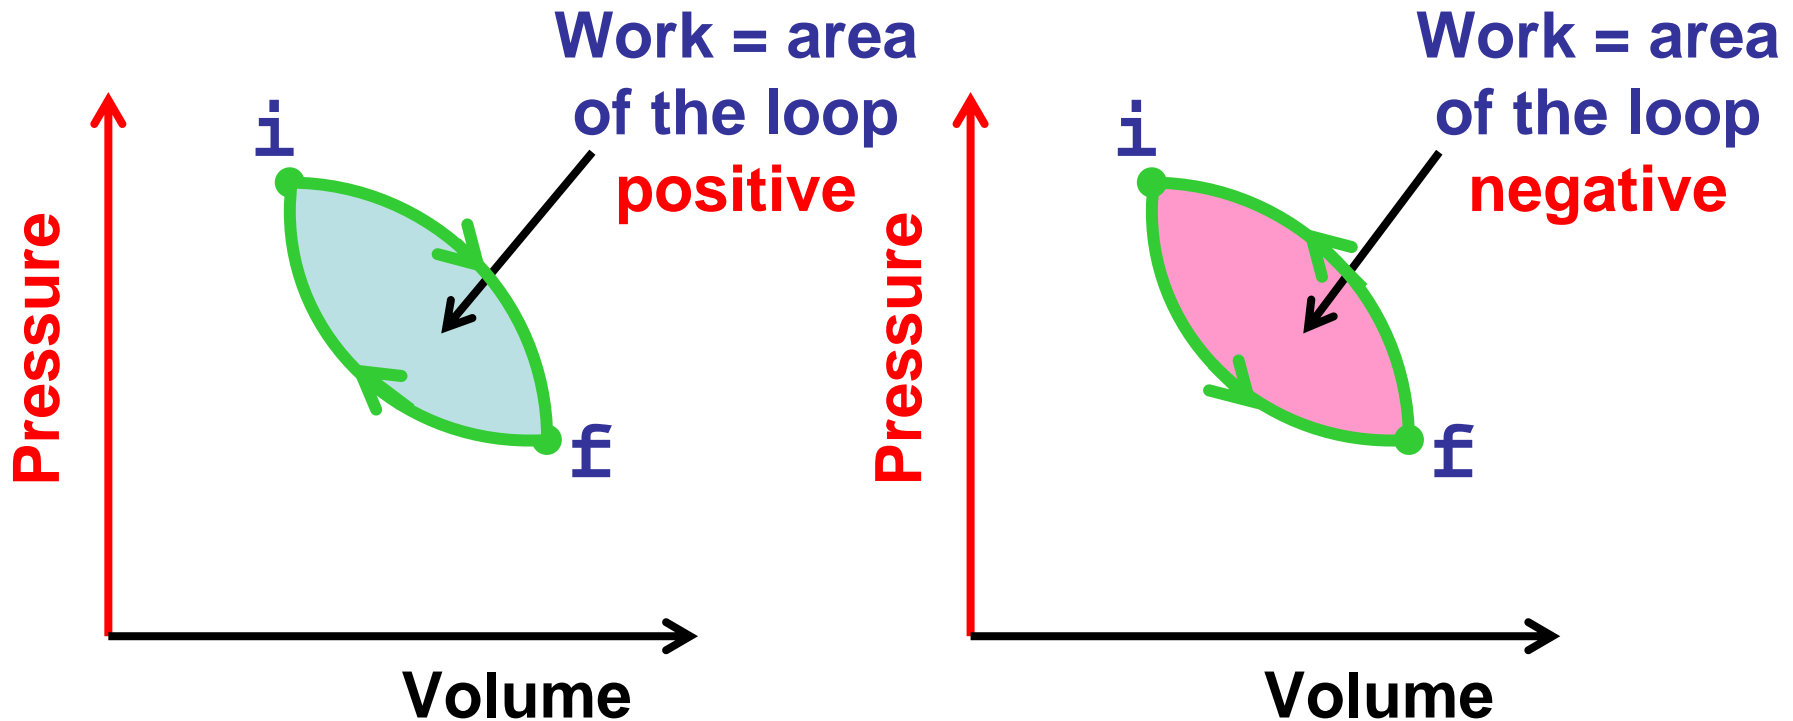 Work = area
of the loop
positive
i
f
Pressure
Volume
Work = area
of the loop
negative
i
f
Pressure
Volume